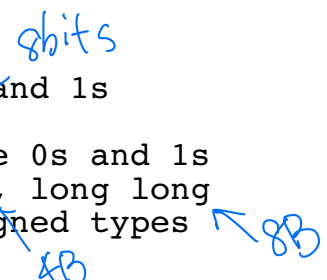 8bits
and 1s
e 0s and 1s
, long long
gned types
8B
4B